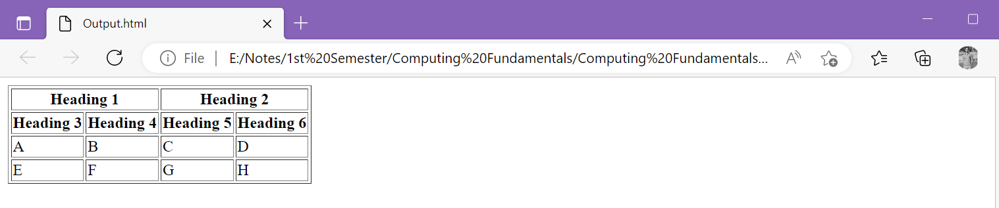 Output.html
File | E:/Notes/1st%20Semester/Computing%20Fundamentals/Computing%20Fundamentals...
Heading 1 Heading 2
Heading 3 Heading 4 Heading 5 Heading 6
A B C D
E F G H